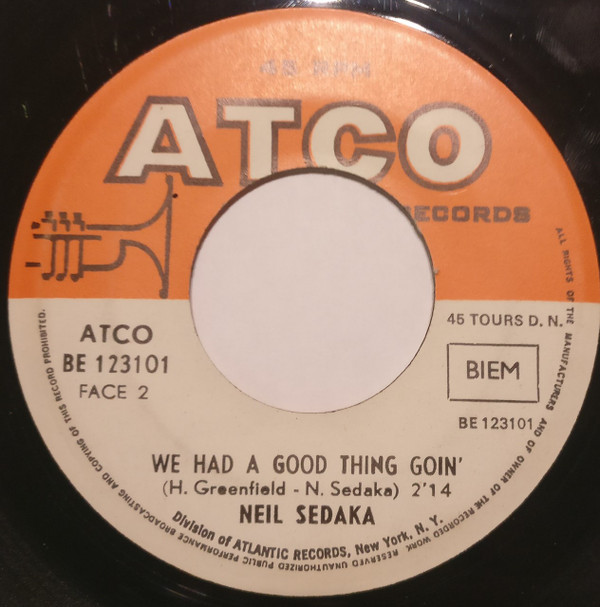 ATCO
RECORDS
ATCO
BE 123101
FACE 2
45 TOURS D. N.
BIEM
BE 123101
WE HAD A GOOD THING GOIN'
(H. Greenfield - N. Sedaka) 2'14
NEIL SEDAKA
Division of ATLANTIC RECORDS, New York, N. Y.
ALL RIGHTS OF THE MANUFACTURERS AND OF OWNER OF THE RECORDED WORK RESERVED UNAUTHORIZED PUBLIC PERFORMANCE BROADCASTING AND COPYING OF THIS RECORD PROHIBITED.